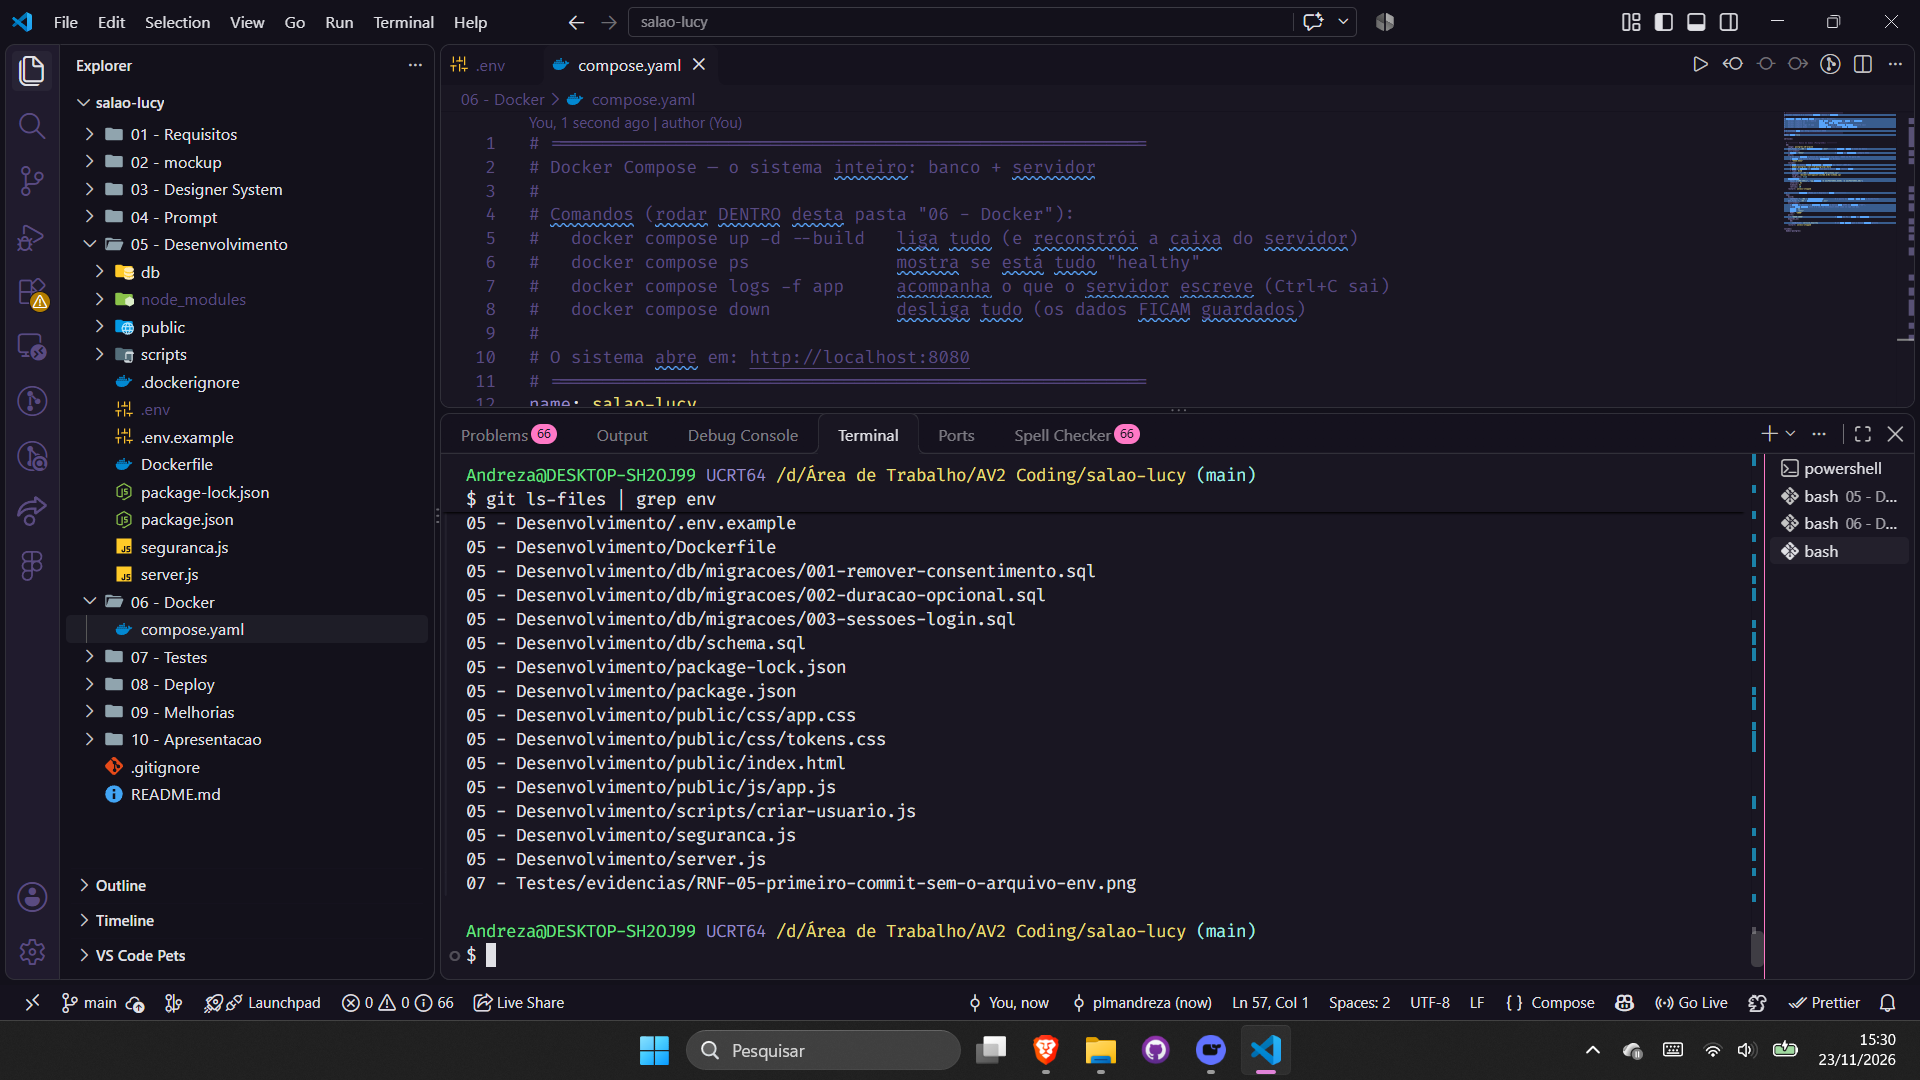 File Edit Selection View Go Run Terminal Help
salao-lucy
Explorer
salao-lucy
01 - Requisitos
02 - mockup
03 - Designer System
04 - Prompt
05 - Desenvolvimento
db
node_modules
public
scripts
.dockerignore
.env
.env.example
Dockerfile
package-lock.json
package.json
seguranca.js
server.js
06 - Docker
compose.yaml
07 - Testes
08 - Deploy
09 - Melhorias
10 - Apresentacao
.gitignore
README.md
Outline
Timeline
VS Code Pets
.env
compose.yaml
06 - Docker > compose.yaml
You, 1 second ago | author (You)
1 # ═════════════════════════════════════════════════════════
2 # Docker Compose — o sistema inteiro: banco + servidor
3 #
4 # Comandos (rodar DENTRO desta pasta "06 - Docker"):
5 #   docker compose up -d --build   liga tudo (e reconstrói a caixa do servidor)
6 #   docker compose ps              mostra se está tudo "healthy"
7 #   docker compose logs -f app     acompanha o que o servidor escreve (Ctrl+C sai)
8 #   docker compose down            desliga tudo (os dados FICAM guardados)
9 #
10 # O sistema abre em: http://localhost:8080
11 # ═════════════════════════════════════════════════════════
12 name: salao-lucy
Problems 66 Output Debug Console Terminal Ports Spell Checker 66
Andreza@DESKTOP-SH2OJ99 UCRT64 /d/Área de Trabalho/AV2 Coding/salao-lucy (main)
$ git ls-files | grep env
05 - Desenvolvimento/.env.example
05 - Desenvolvimento/Dockerfile
05 - Desenvolvimento/db/migracoes/001-remover-consentimento.sql
05 - Desenvolvimento/db/migracoes/002-duracao-opcional.sql
05 - Desenvolvimento/db/migracoes/003-sessoes-login.sql
05 - Desenvolvimento/db/schema.sql
05 - Desenvolvimento/package-lock.json
05 - Desenvolvimento/package.json
05 - Desenvolvimento/public/css/app.css
05 - Desenvolvimento/public/css/tokens.css
05 - Desenvolvimento/public/index.html
05 - Desenvolvimento/public/js/app.js
05 - Desenvolvimento/scripts/criar-usuario.js
05 - Desenvolvimento/seguranca.js
05 - Desenvolvimento/server.js
07 - Testes/evidencias/RNF-05-primeiro-commit-sem-o-arquivo-env.png
Andreza@DESKTOP-SH2OJ99 UCRT64 /d/Área de Trabalho/AV2 Coding/salao-lucy (main)
$
powershell
bash 05 - D...
bash 06 - D...
bash
main Launchpad 0 0 66 Live Share You, now plmandreza (now) Ln 57, Col 1 Spaces: 2 UTF-8 LF { } Compose Go Live Prettier
Pesquisar
15:30
23/11/2026